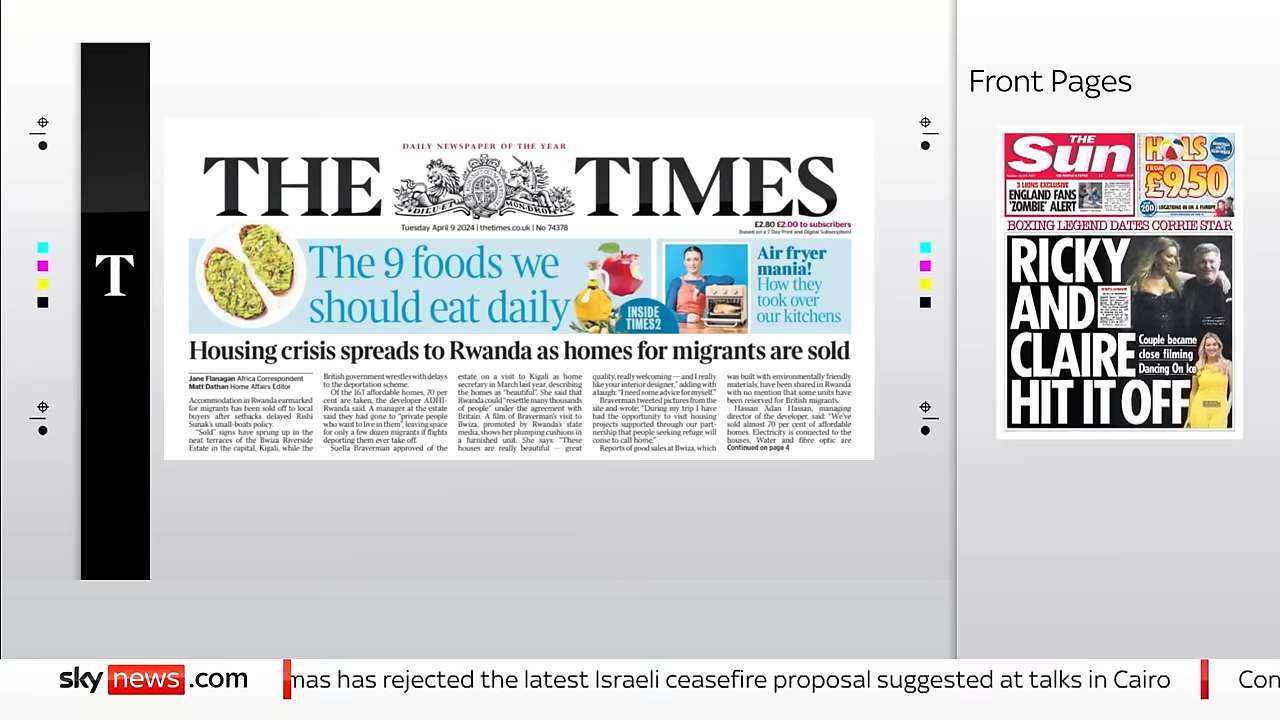 T
DAILY NEWSPAPER OF THE YEAR
THE TIMES
DIEU ET MON DROIT
Tuesday April 9 2024 | thetimes.co.uk | No 74378
£2.80 £2.00 to subscribers
(based on a 7 Day Print and Digital Subscription)
The 9 foods we
should eat daily
INSIDE
TIMES2
Air fryer
mania!
How they
took over
our kitchens
Housing crisis spreads to Rwanda as homes for migrants are sold
Jane Flanagan Africa Correspondent
Matt Dathan Home Affairs Editor
Accommodation in Rwanda earmarked
for migrants has been sold off to local
buyers after setbacks delayed Rishi
Sunak's small-boats policy.
"Sold" signs have sprung up in the
neat terraces of the Bwiza Riverside
Estate in the capital, Kigali, while the
British government wrestles with delays
to the deportation scheme.
Of the 163 affordable homes, 70 per
cent are taken, the developer ADHI-
Rwanda said. A manager at the estate
said they had gone to "private people
who want to live in them", leaving space
for only a few dozen migrants if flights
deporting them ever take off.
Suella Braverman approved of the
estate on a visit to Kigali as home
secretary in March last year, describing
the homes as "beautiful". She said that
Rwanda could "resettle many thousands
of people" under the agreement with
Britain. A film of Braverman's visit to
Bwiza, promoted by Rwanda's state
media, shows her plumping cushions in
a furnished unit. She says: "These
houses are really beautiful — great
quality, really welcoming — and I really
like your interior designer," adding with
a laugh: "I need some advice for myself."
Braverman tweeted pictures from the
site and wrote: "During my trip I have
had the opportunity to visit housing
projects supported through our part-
nership that people seeking refuge will
come to call home."
Reports of good sales at Bwiza, which
was built with environmentally friendly
materials, have been shared in Rwanda
with no mention that some units have
been reserved for British migrants.
Hassan Adan Hassan, managing
director of the developer, said: "We've
sold almost 70 per cent of affordable
homes. Electricity is connected to the
houses. Water and fibre optic are
Continued on page 4
Front Pages
THE
Sun
HOLS
FROM
£9.50
200 LOCATIONS IN UK & EUROPE
3 LIONS EXCLUSIVE
ENGLAND FANS
'ZOMBIE' ALERT
BOXING LEGEND DATES CORRIE STAR
RICKY
AND
CLAIRE
HIT IT OFF
EXCLUSIVE
Couple became
close filming
Dancing On Ice
sky news.com
mas has rejected the latest Israeli ceasefire proposal suggested at talks in Cairo
Con